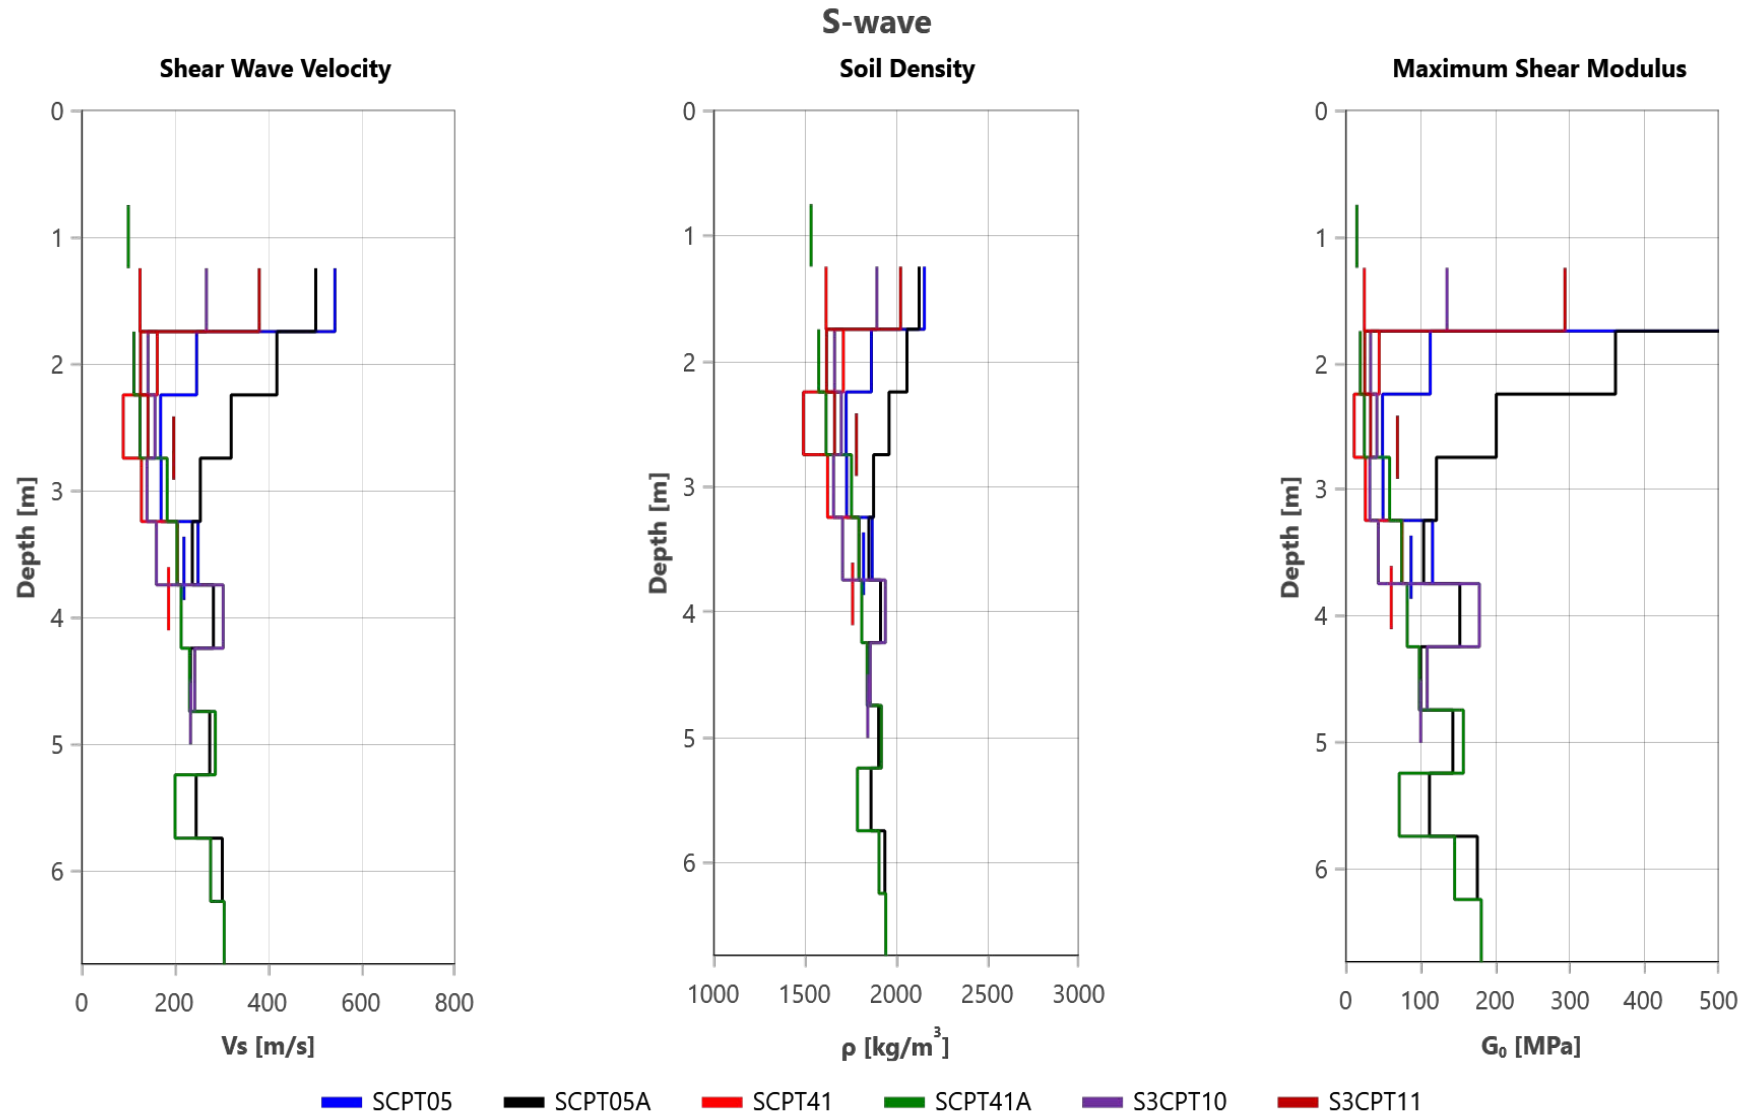 S-wave
Shear Wave Velocity
Soil Density
Maximum Shear Modulus
0
1
2
3
4
5
6
Depth [m]
0 200 400 600 800
Vs [m/s]
0
1
2
3
4
5
6
Depth [m]
1000 1500 2000 2500 3000
ρ [kg/m³]
0
1
2
3
4
5
6
Depth [m]
0 100 200 300 400 500
G₀ [MPa]
SCPT05 SCPT05A SCPT41 SCPT41A S3CPT10 S3CPT11